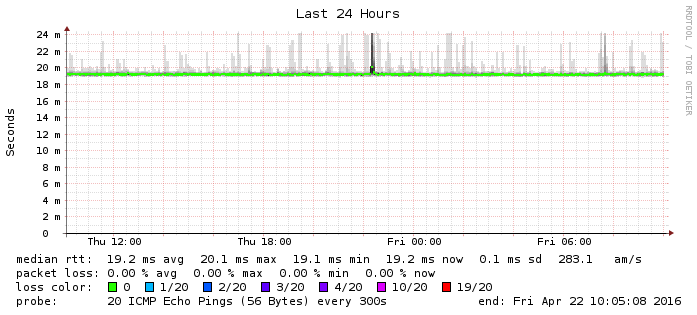 Last 24 Hours
RRDTOOL / TOBI OETIKER
Seconds
24 m
22 m
20 m
18 m
16 m
14 m
12 m
10 m
8 m
6 m
4 m
2 m
0
Thu 12:00 Thu 18:00 Fri 00:00 Fri 06:00
median rtt: 19.2 ms avg 20.1 ms max 19.1 ms min 19.2 ms now 0.1 ms sd 283.1 am/s
packet loss: 0.00 % avg 0.00 % max 0.00 % min 0.00 % now
loss color: 0 1/20 2/20 3/20 4/20 10/20 19/20
probe: 20 ICMP Echo Pings (56 Bytes) every 300s end: Fri Apr 22 10:05:08 2016